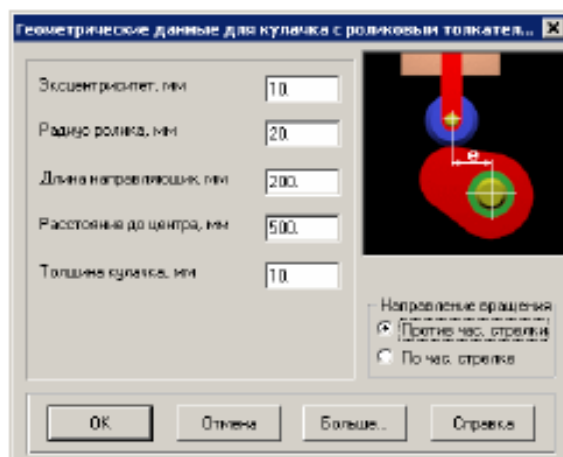 Геометрические данные для кулачка с роликовым толкател...
Эксцентриситет, мм
10.
Радиус ролика, мм
20.
Длина направляющих, мм
200.
Расстояние до центра, мм
500.
Толщина кулачка, мм
10.
e
Направление вращения
Против час. стрелки
По час. стрелке
OK
Отмена
Больше...
Справка